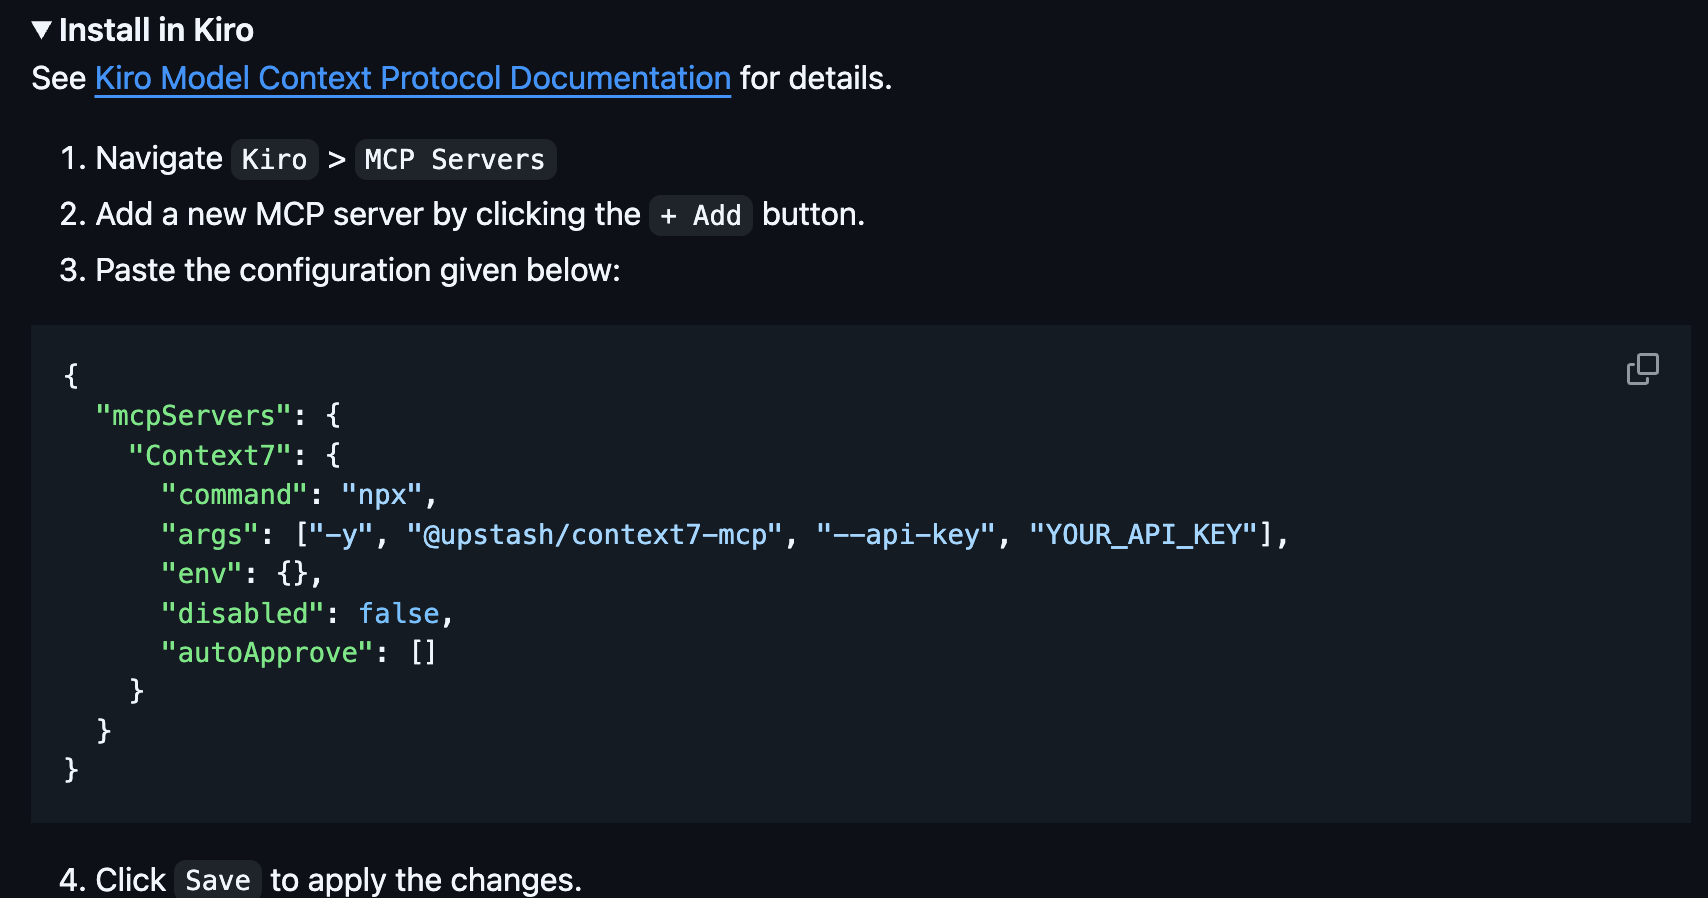 ▼ Install in Kiro
See Kiro Model Context Protocol Documentation for details.
1. Navigate Kiro > MCP Servers
2. Add a new MCP server by clicking the + Add button.
3. Paste the configuration given below:
{
  "mcpServers": {
    "Context7": {
      "command": "npx",
      "args": ["-y", "@upstash/context7-mcp", "--api-key", "YOUR_API_KEY"],
      "env": {},
      "disabled": false,
      "autoApprove": []
    }
  }
}
4. Click Save to apply the changes.